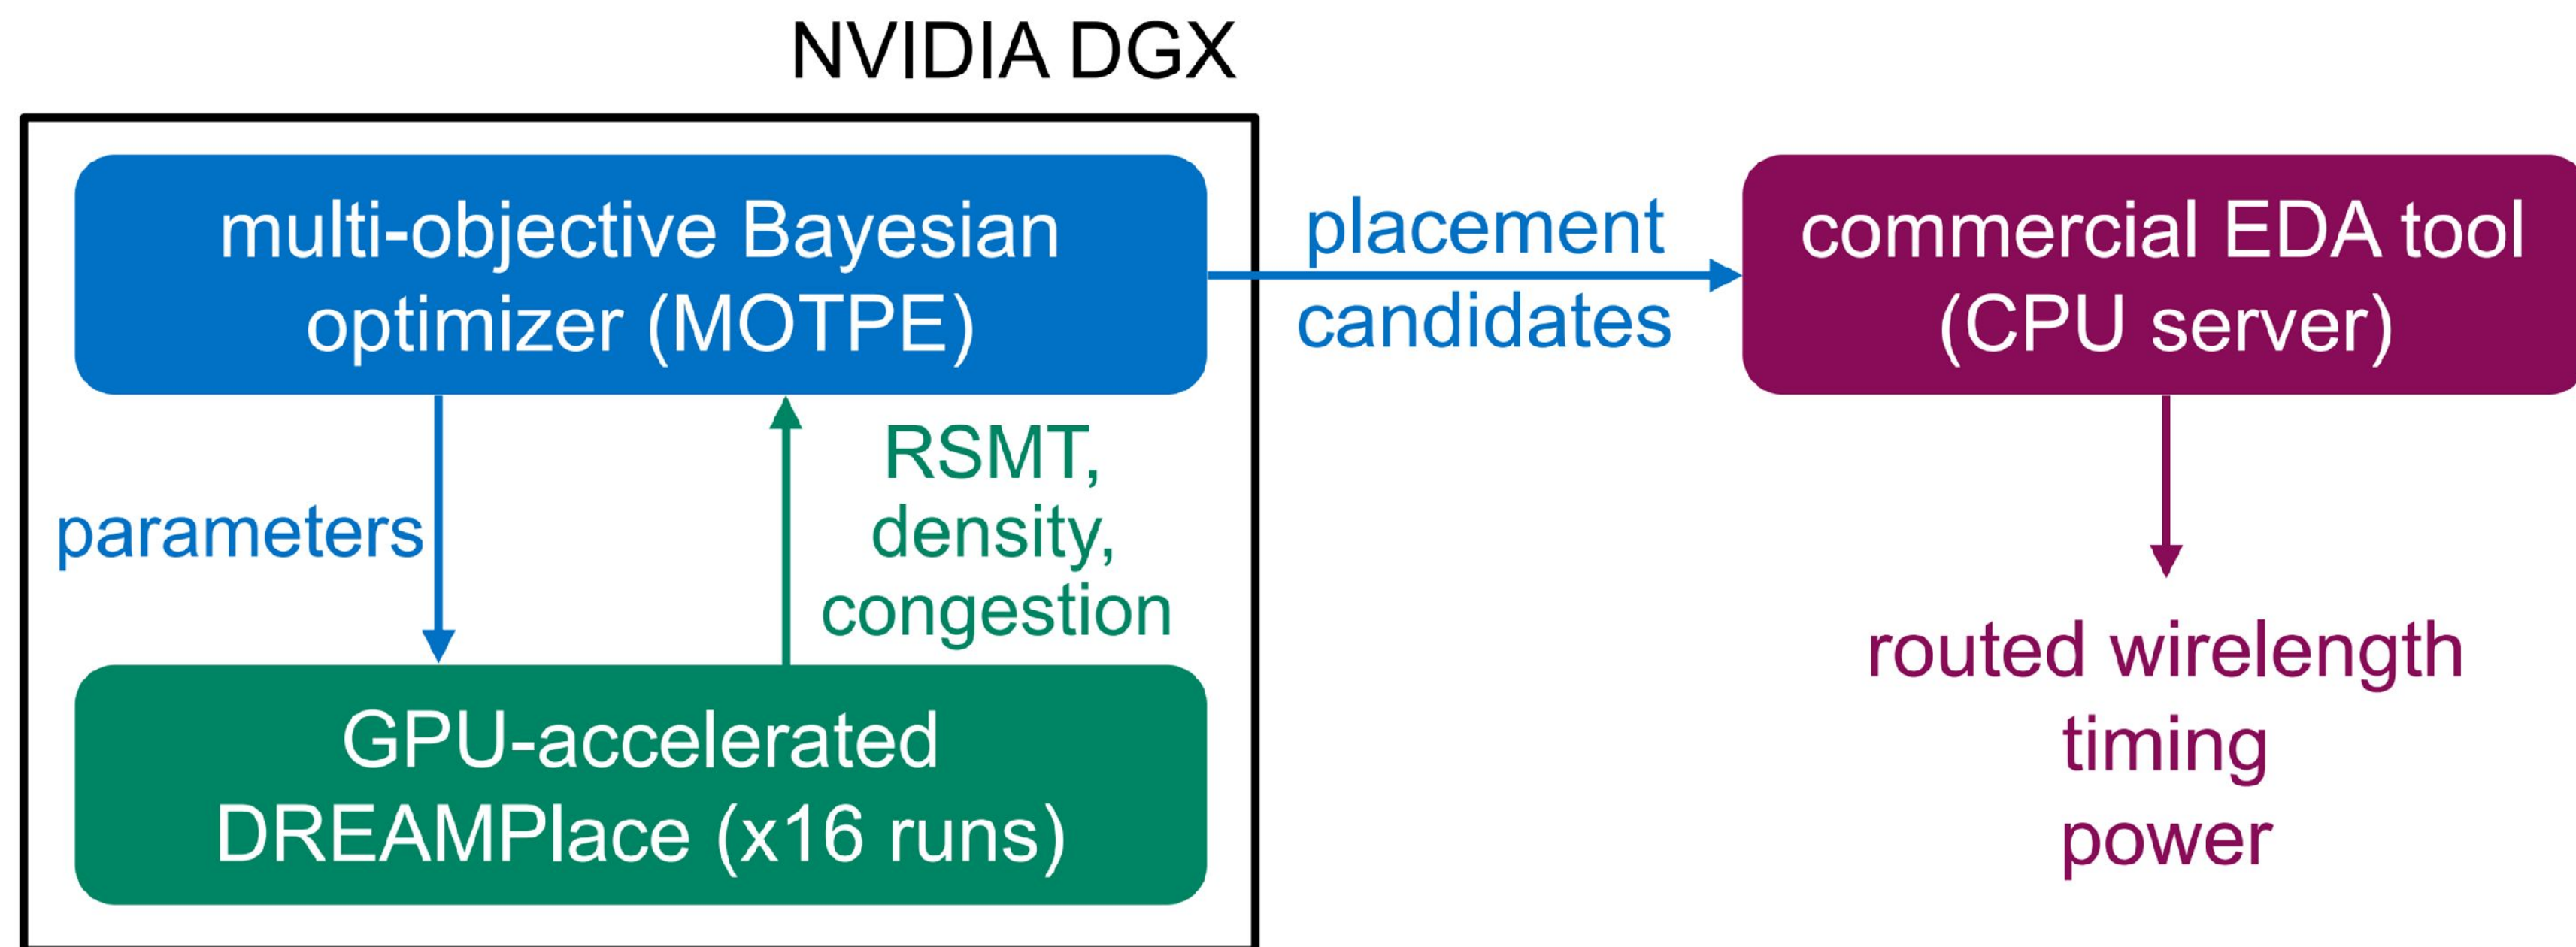 NVIDIA DGX
multi-objective Bayesian
optimizer (MOTPE)
placement
candidates
commercial EDA tool
(CPU server)
parameters
RSMT,
density,
congestion
GPU-accelerated
DREAMPlace (x16 runs)
routed wirelength
timing
power